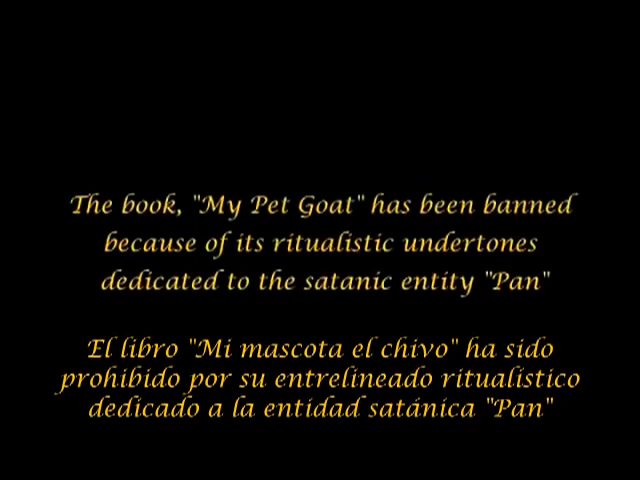 The book, "My Pet Goat" has been banned
because of its ritualistic undertones
dedicated to the satanic entity "Pan"
El libro "Mi mascota el chivo" ha sido
prohibido por su entrelineado ritualístico
dedicado a la entidad satánica "Pan"